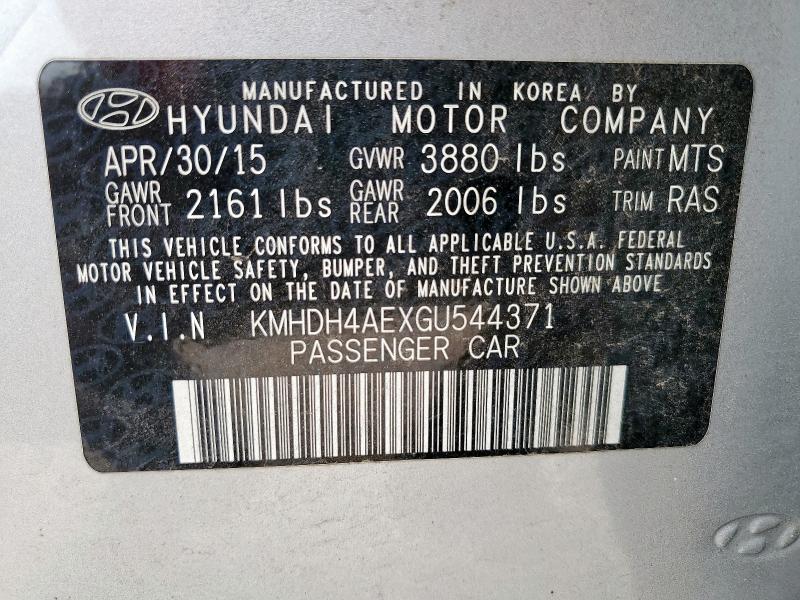 MANUFACTURED IN KOREA BY
HYUNDAI MOTOR COMPANY
APR/30/15 GVWR 3880 lbs PAINT MTS
GAWR FRONT 2161 lbs GAWR REAR 2006 lbs TRIM RAS
THIS VEHICLE CONFORMS TO ALL APPLICABLE U.S.A. FEDERAL
MOTOR VEHICLE SAFETY, BUMPER, AND THEFT PREVENTION STANDARDS
IN EFFECT ON THE DATE OF MANUFACTURE SHOWN ABOVE
V.I.N KMHDH4AEXGU544371
PASSENGER CAR